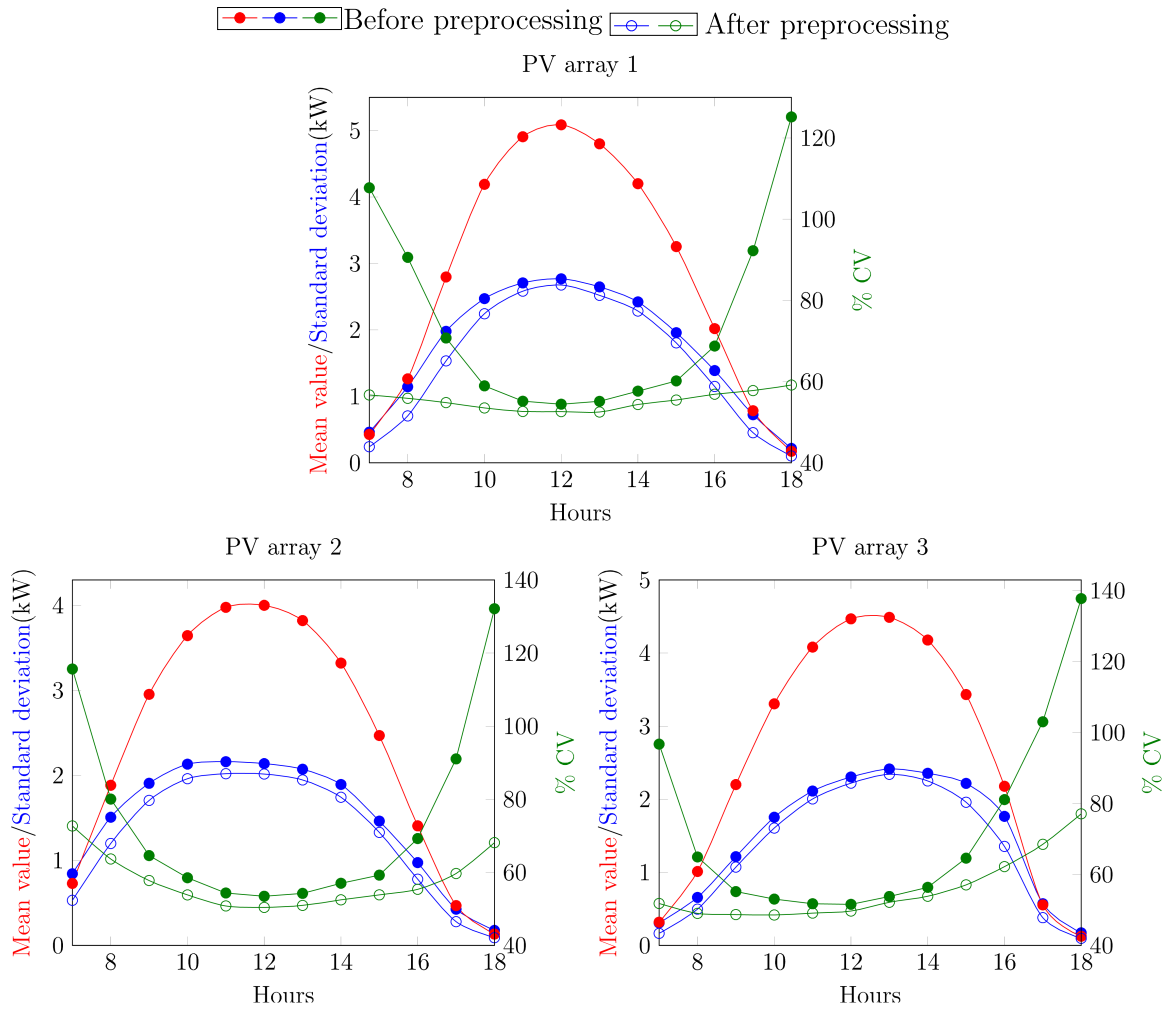 Before preprocessing After preprocessing
PV array 1
Mean value/Standard deviation(kW)
5
4
3
2
1
0
8 10 12 14 16 18
Hours
120
100
80
60
40
% CV
PV array 2
Mean value/Standard deviation(kW)
4
3
2
1
0
8 10 12 14 16 18
Hours
140
120
100
80
60
40
% CV
PV array 3
Mean value/Standard deviation(kW)
5
4
3
2
1
0
8 10 12 14 16 18
Hours
140
120
100
80
60
40
% CV